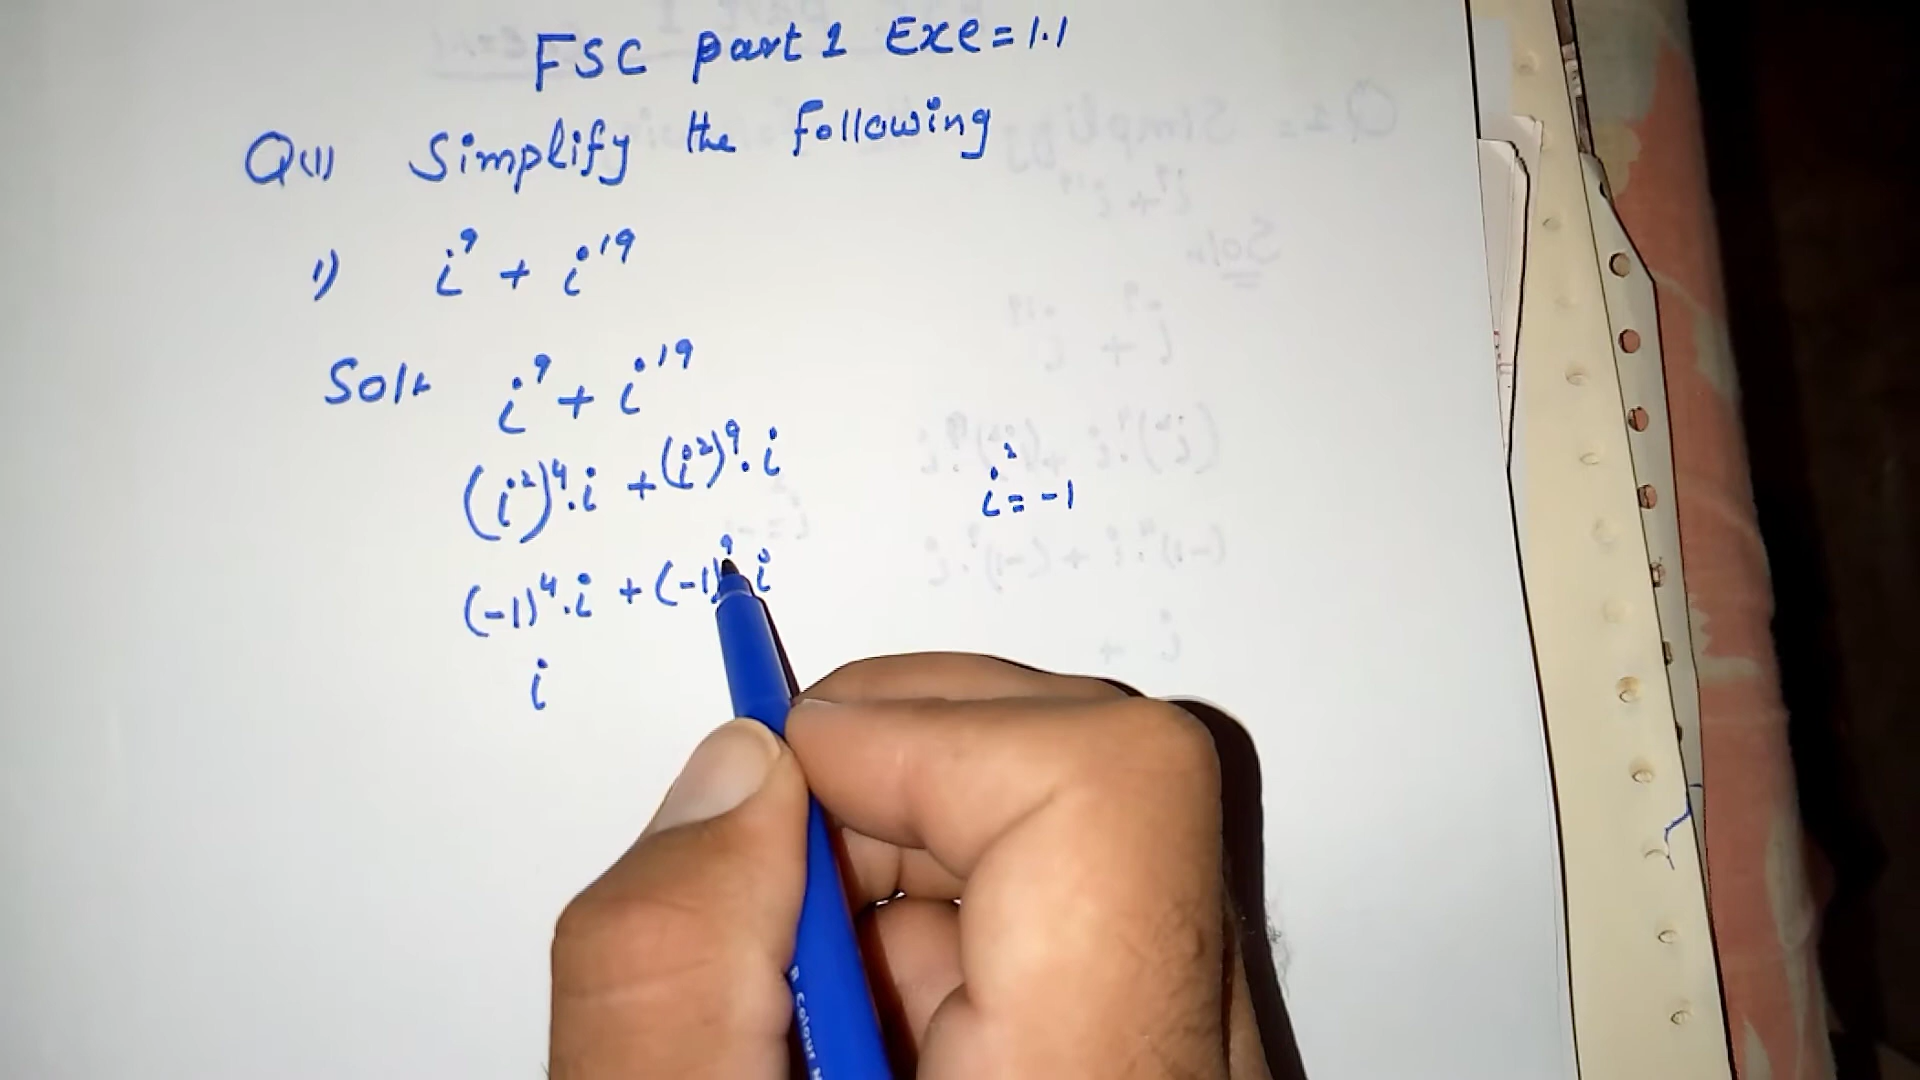 FSC part 1 Exe = 1.1
Q(1) Simplify the following
1) i⁹ + i¹⁹
Sol: i⁹ + i¹⁹
(i²)⁴.i + (i²)⁹.i
i² = -1
(-1)⁴.i + (-1)⁹ i
i